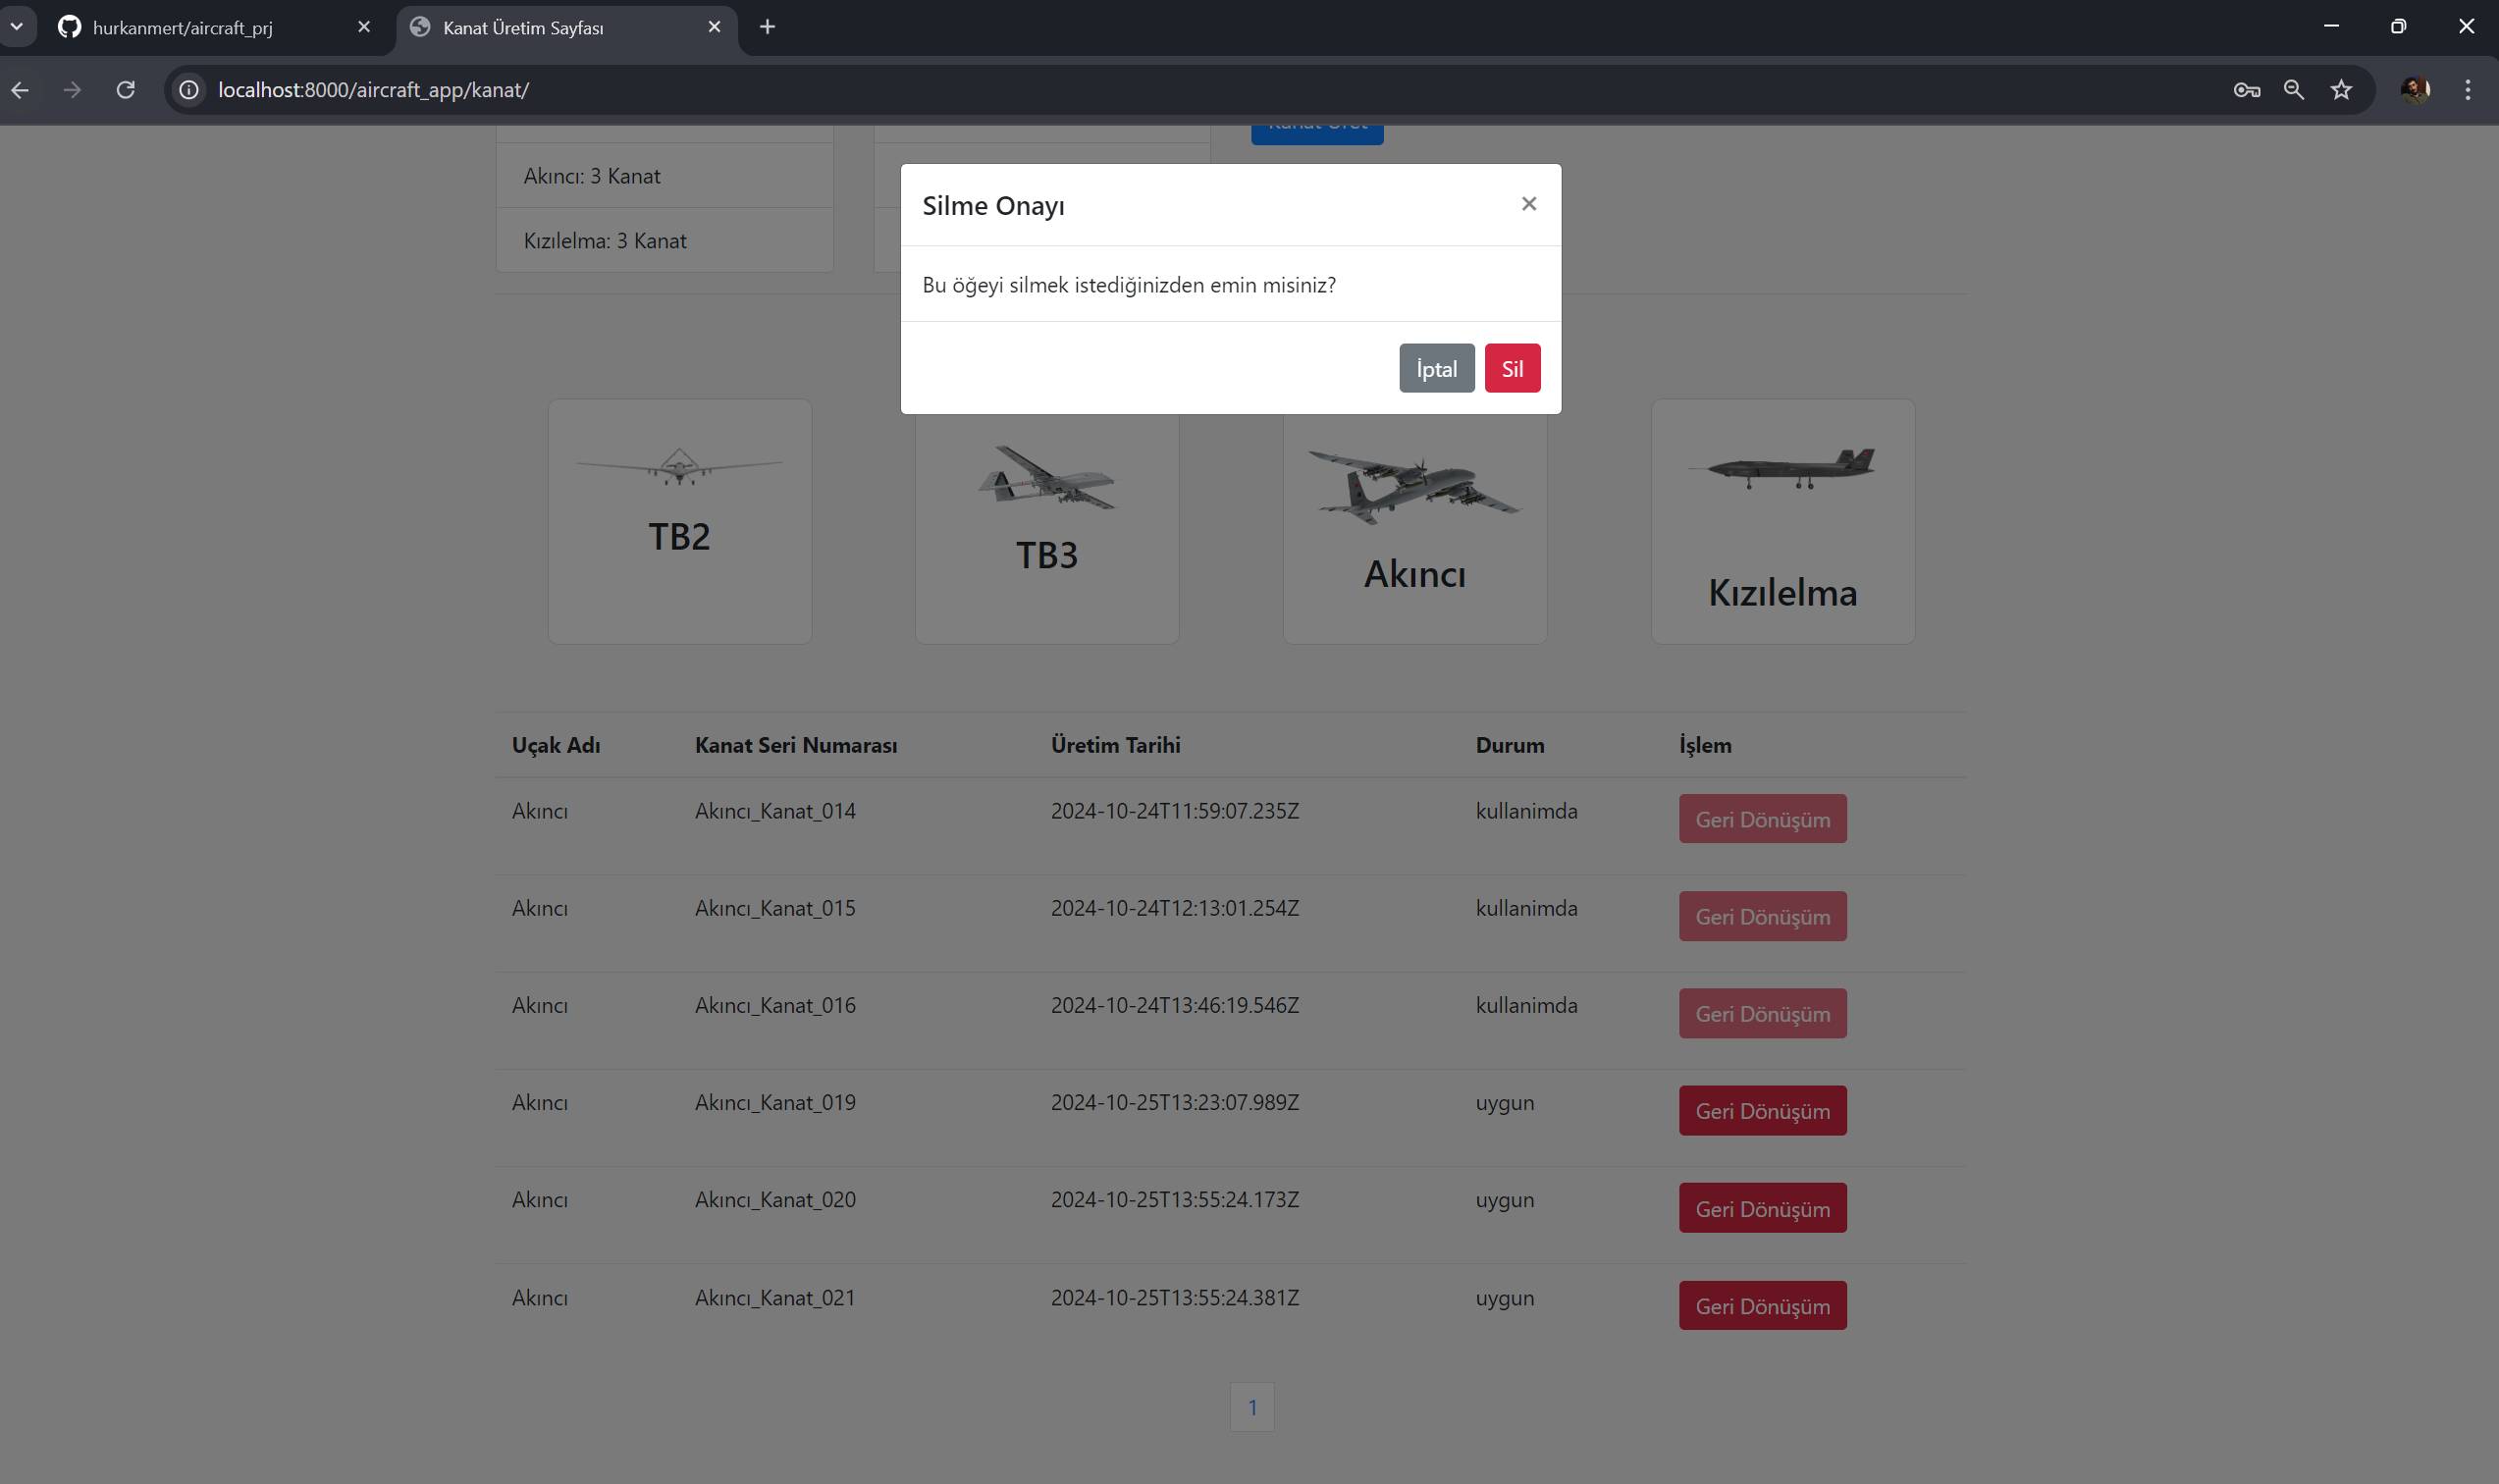 hurkanmert/aircraft_prj
Kanat Üretim Sayfası
localhost:8000/aircraft_app/kanat/
Kanat Üret
Akıncı: 3 Kanat
Kızılelma: 3 Kanat
Silme Onayı
×
Bu öğeyi silmek istediğinizden emin misiniz?
İptal Sil
TB2
TB3
Akıncı
Kızılelma
Uçak Adı Kanat Seri Numarası Üretim Tarihi Durum İşlem
Akıncı Akıncı_Kanat_014 2024-10-24T11:59:07.235Z kullanimda Geri Dönüşüm
Akıncı Akıncı_Kanat_015 2024-10-24T12:13:01.254Z kullanimda Geri Dönüşüm
Akıncı Akıncı_Kanat_016 2024-10-24T13:46:19.546Z kullanimda Geri Dönüşüm
Akıncı Akıncı_Kanat_019 2024-10-25T13:23:07.989Z uygun Geri Dönüşüm
Akıncı Akıncı_Kanat_020 2024-10-25T13:55:24.173Z uygun Geri Dönüşüm
Akıncı Akıncı_Kanat_021 2024-10-25T13:55:24.381Z uygun Geri Dönüşüm
1